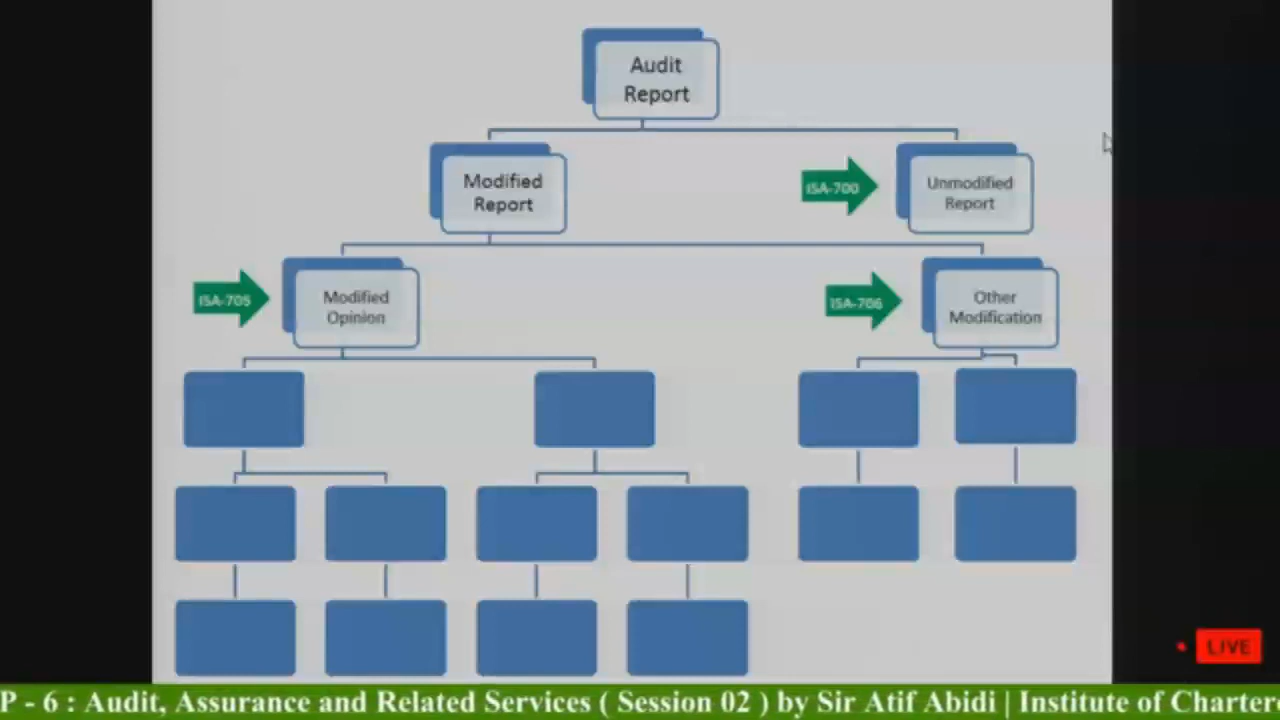 Audit
Report
Modified
Report
ISA-700
Unmodified
Report
ISA-705
Modified
Opinion
ISA-706
Other
Modification
LIVE
P - 6 : Audit, Assurance and Related Services ( Session 02 ) by Sir Atif Abidi | Institute of Charter